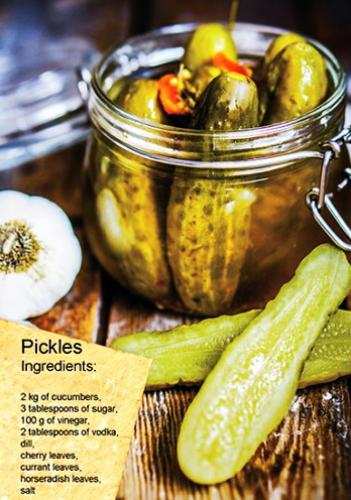 Pickles
Ingredients:
2 kg of cucumbers,
3 tablespoons of sugar,
100 g of vinegar,
2 tablespoons of vodka,
dill,
cherry leaves,
currant leaves,
horseradish leaves,
salt